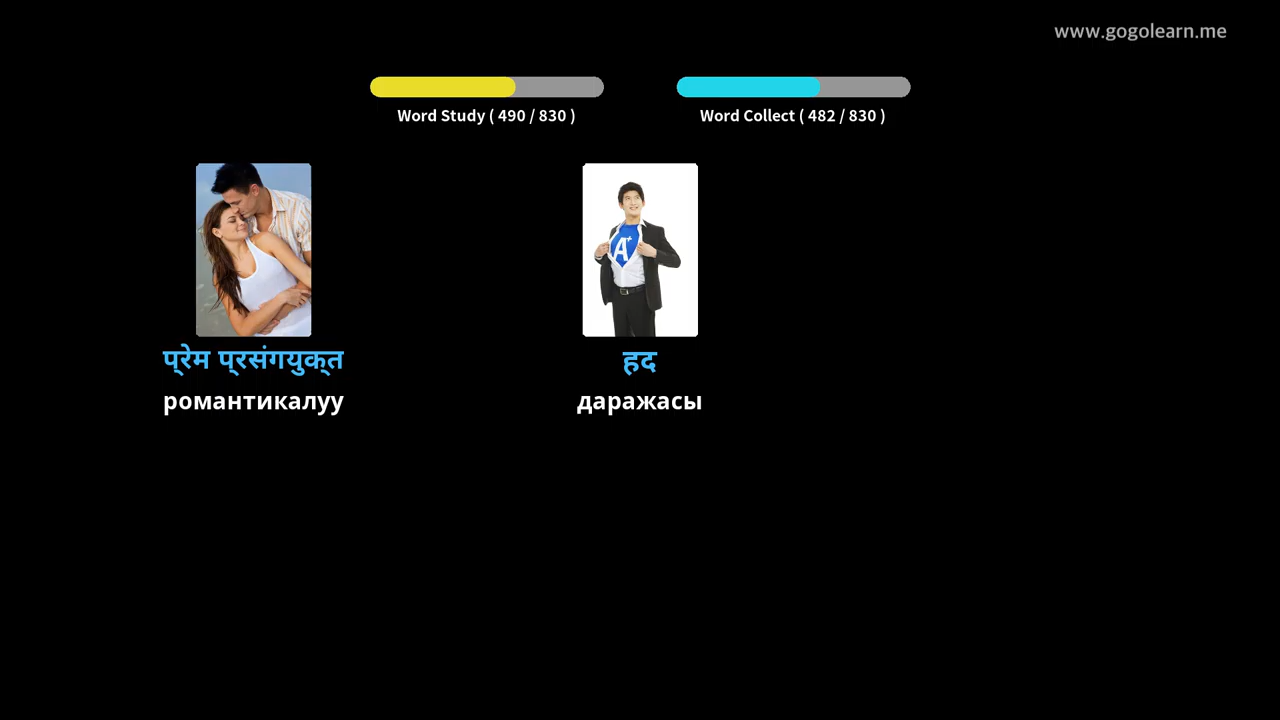 www.gogolearn.me
Word Study ( 490 / 830 )
Word Collect ( 482 / 830 )
A+
प्रेम प्रसंगयुक्त
हद
романтикалуу
даражасы